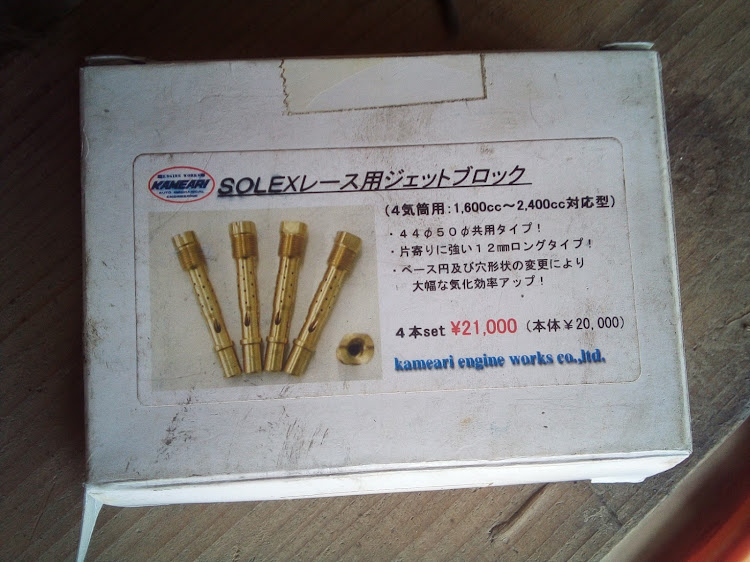 ENGINE WORKS
KAMEARI
SOLEXレース用ジェットブロック
(4気筒用:1,600cc～2,400cc対応型)
・44φ50φ共用タイプ!
・片寄りに強い12㎜ロングタイプ!
・ベース円及び穴形状の変更により
大幅な気化効率アップ!
4本set ¥21,000 (本体¥20,000)
kameari engine works co.,ltd.